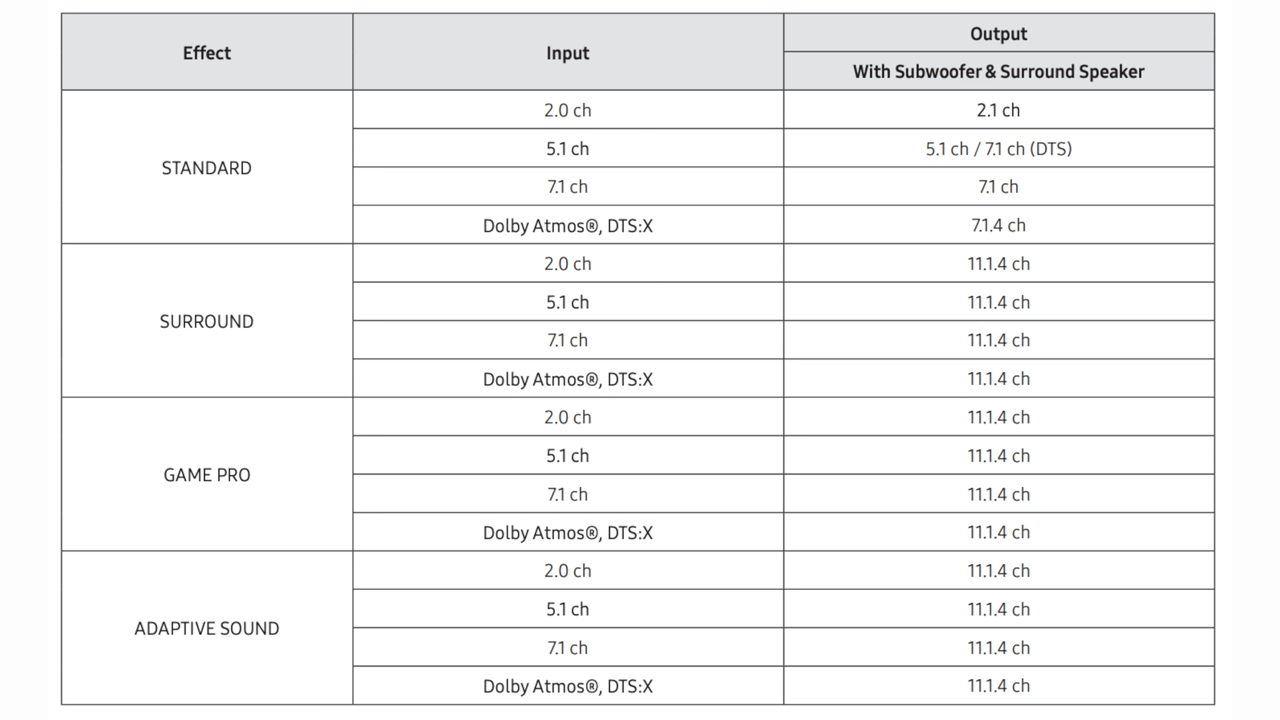 Effect Input Output
With Subwoofer & Surround Speaker
STANDARD
2.0 ch 2.1 ch
5.1 ch 5.1 ch / 7.1 ch (DTS)
7.1 ch 7.1 ch
Dolby Atmos®, DTS:X 7.1.4 ch
SURROUND
2.0 ch 11.1.4 ch
5.1 ch 11.1.4 ch
7.1 ch 11.1.4 ch
Dolby Atmos®, DTS:X 11.1.4 ch
GAME PRO
2.0 ch 11.1.4 ch
5.1 ch 11.1.4 ch
7.1 ch 11.1.4 ch
Dolby Atmos®, DTS:X 11.1.4 ch
ADAPTIVE SOUND
2.0 ch 11.1.4 ch
5.1 ch 11.1.4 ch
7.1 ch 11.1.4 ch
Dolby Atmos®, DTS:X 11.1.4 ch